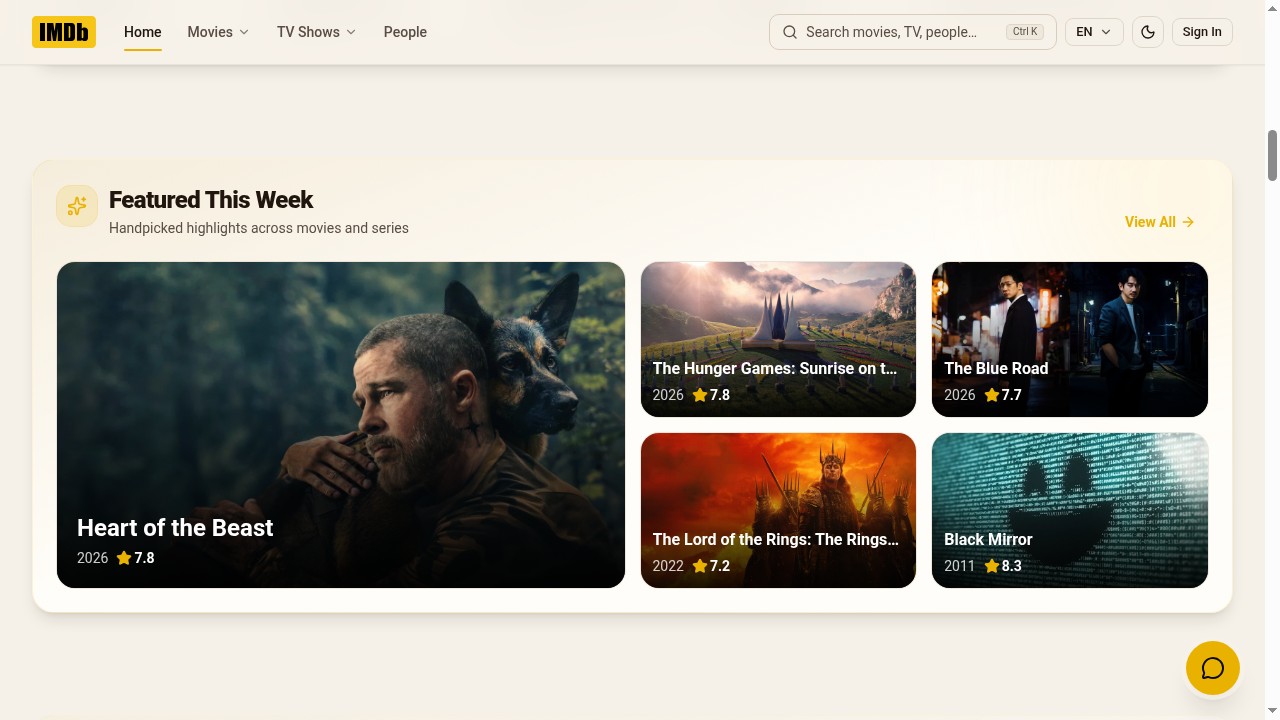 IMDb
Home
Movies
TV Shows
People
Search movies, TV, people...
Ctrl K
EN
Sign In
Featured This Week
Handpicked highlights across movies and series
View All
Heart of the Beast
2026 7.8
The Hunger Games: Sunrise on t...
2026 7.8
The Blue Road
2026 7.7
The Lord of the Rings: The Rings...
2022 7.2
Black Mirror
2011 8.3